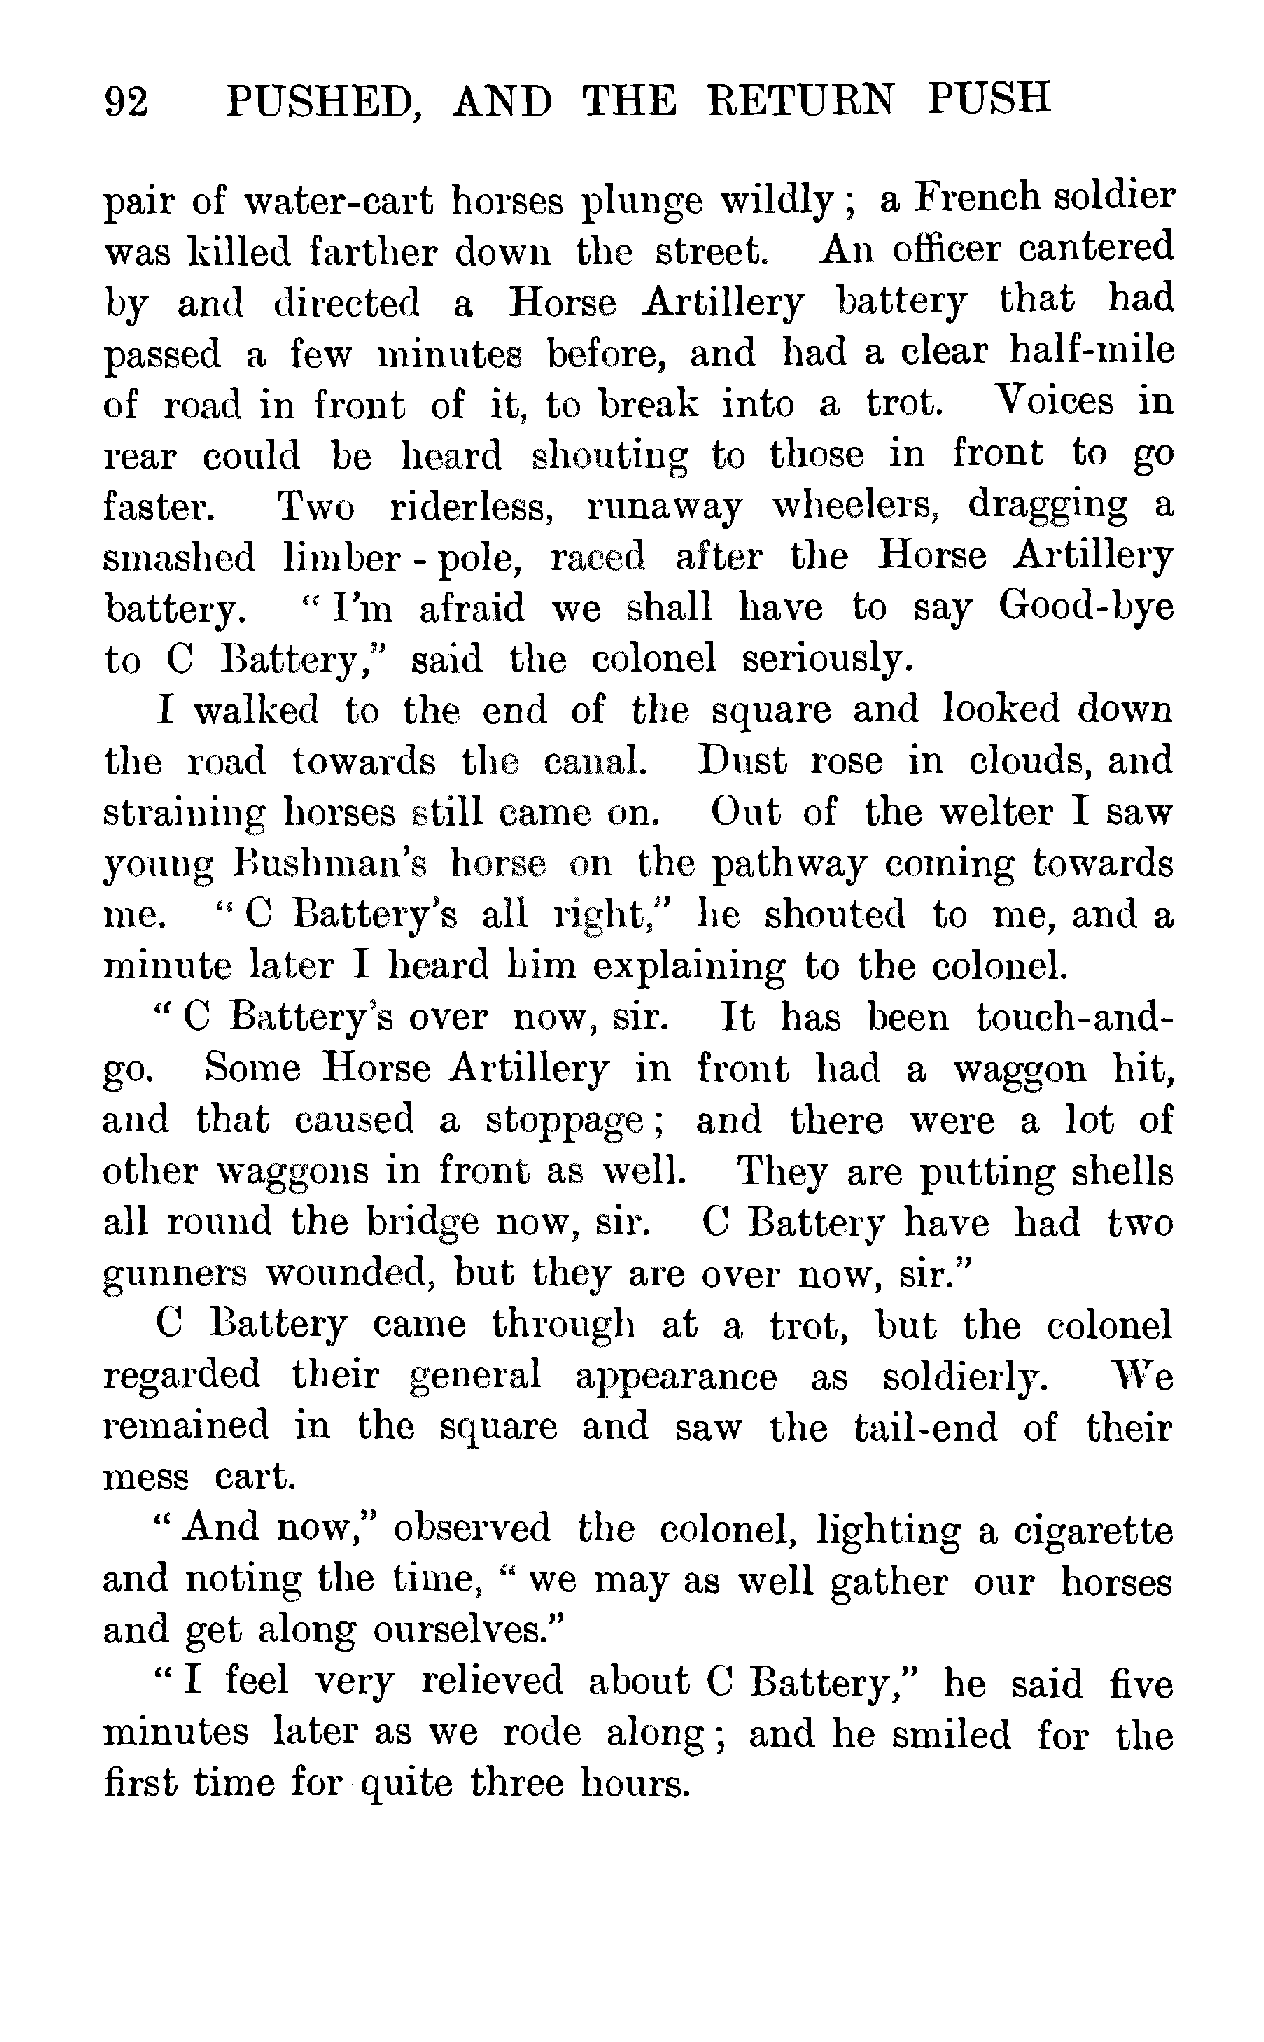 92 PUSHED, AND THE RETURN PUSH
pair of water-cart horses plunge wildly ; a French soldier
was killed farther down the street. An officer cantered
by and directed a Horse Artillery battery that had
passed a few minutes before, and had a clear half-mile
of road in front of it, to break into a trot. Voices in
rear could be heard shouting to those in front to go
faster. Two riderless, runaway wheelers, dragging a
smashed limber - pole, raced after the Horse Artillery
battery. “ I’m afraid we shall have to say Good-bye
to C Battery,” said the colonel seriously.
I walked to the end of the square and looked down
the road towards the canal. Dust rose in clouds, and
straining horses still came on. Out of the welter I saw
young Bushman’s horse on the pathway coming towards
me. “ C Battery’s all right,” he shouted to me, and a
minute later I heard him explaining to the colonel.
“ C Battery’s over now, sir. It has been touch-and-
go. Some Horse Artillery in front had a waggon hit,
and that caused a stoppage ; and there were a lot of
other waggons in front as well. They are putting shells
all round the bridge now, sir. C Battery have had two
gunners wounded, but they are over now, sir.”
C Battery came through at a trot, but the colonel
regarded their general appearance as soldierly. We
remained in the square and saw the tail-end of their
mess cart.
“ And now,” observed the colonel, lighting a cigarette
and noting the time, “ we may as well gather our horses
and get along ourselves.”
“ I feel very relieved about C Battery,” he said five
minutes later as we rode along ; and he smiled for the
first time for quite three hours.